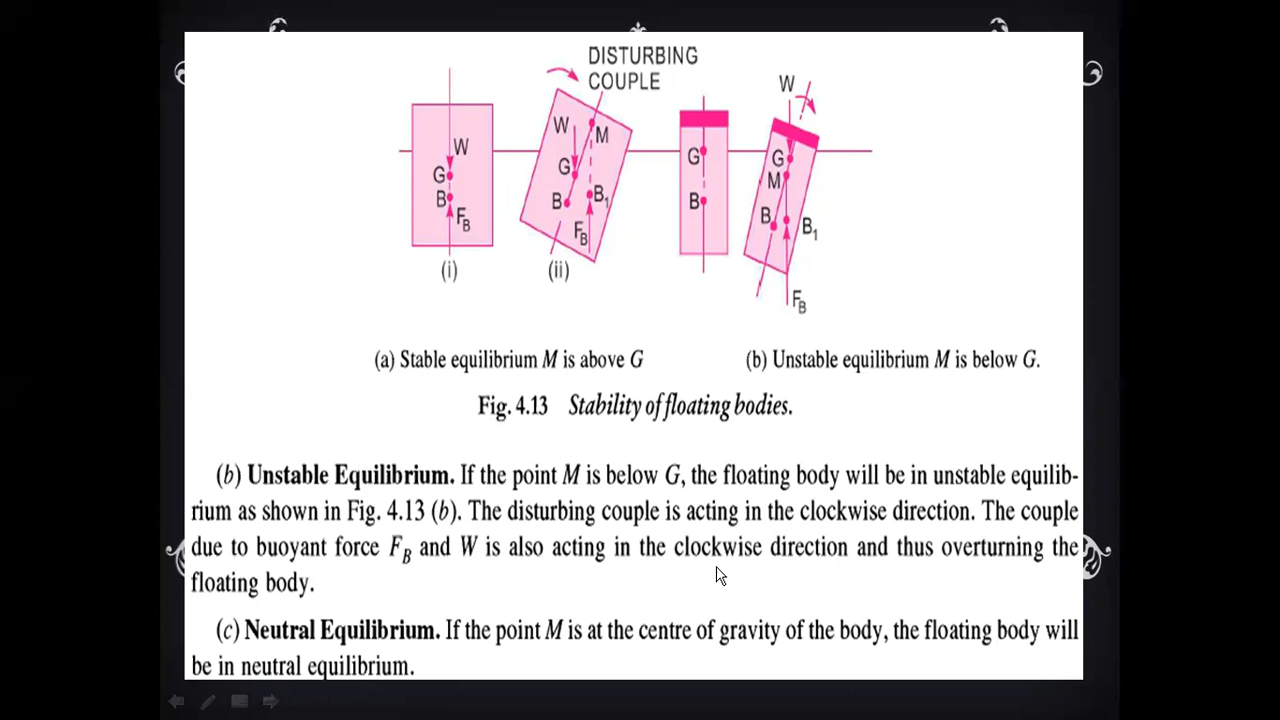 DISTURBING
COUPLE
W
W
M
G
B
F_B
(i)
W
G
B
B₁
F_B
(ii)
G
B
W
G
M
B
B₁
F_B
(a) Stable equilibrium M is above G
(b) Unstable equilibrium M is below G.
Fig. 4.13 Stability of floating bodies.
(b) Unstable Equilibrium. If the point M is below G, the floating body will be in unstable equilib-
rium as shown in Fig. 4.13 (b). The disturbing couple is acting in the clockwise direction. The couple
due to buoyant force F_B and W is also acting in the clockwise direction and thus overturning the
floating body.
(c) Neutral Equilibrium. If the point M is at the centre of gravity of the body, the floating body will
be in neutral equilibrium.